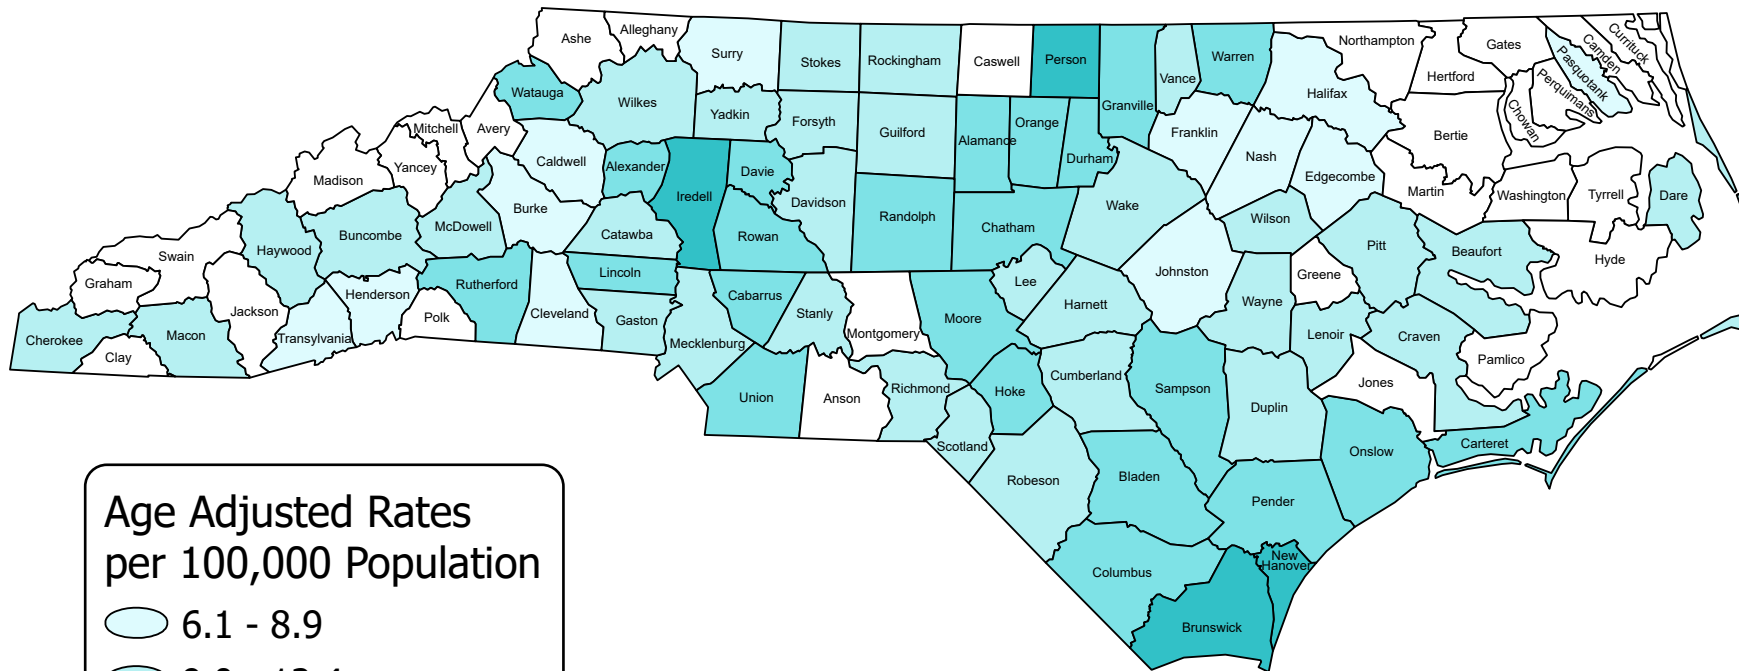 Ashe
Alleghany
Surry
Stokes
Rockingham
Caswell
Person
Granville
Vance
Warren
Halifax
Northampton
Hertford
Gates
Pasquotank
Camden
Currituck
Perquimans
Chowan
Bertie
Watauga
Wilkes
Yadkin
Forsyth
Guilford
Alamance
Orange
Durham
Franklin
Nash
Edgecombe
Martin
Washington
Tyrrell
Dare
Mitchell
Avery
Yancey
Madison
Caldwell
Alexander
Iredell
Davie
Davidson
Randolph
Chatham
Wake
Wilson
Pitt
Beaufort
Hyde
Burke
McDowell
Buncombe
Haywood
Catawba
Rowan
Swain
Graham
Jackson
Henderson
Rutherford
Lincoln
Cabarrus
Stanly
Montgomery
Moore
Lee
Harnett
Johnston
Wayne
Greene
Lenoir
Craven
Pamlico
Cherokee
Clay
Macon
Transylvania
Polk
Cleveland
Gaston
Mecklenburg
Union
Anson
Richmond
Scotland
Hoke
Cumberland
Sampson
Duplin
Jones
Onslow
Carteret
Robeson
Bladen
Pender
Columbus
Brunswick
New
Hanover
Age Adjusted Rates
per 100,000 Population
6.1 - 8.9